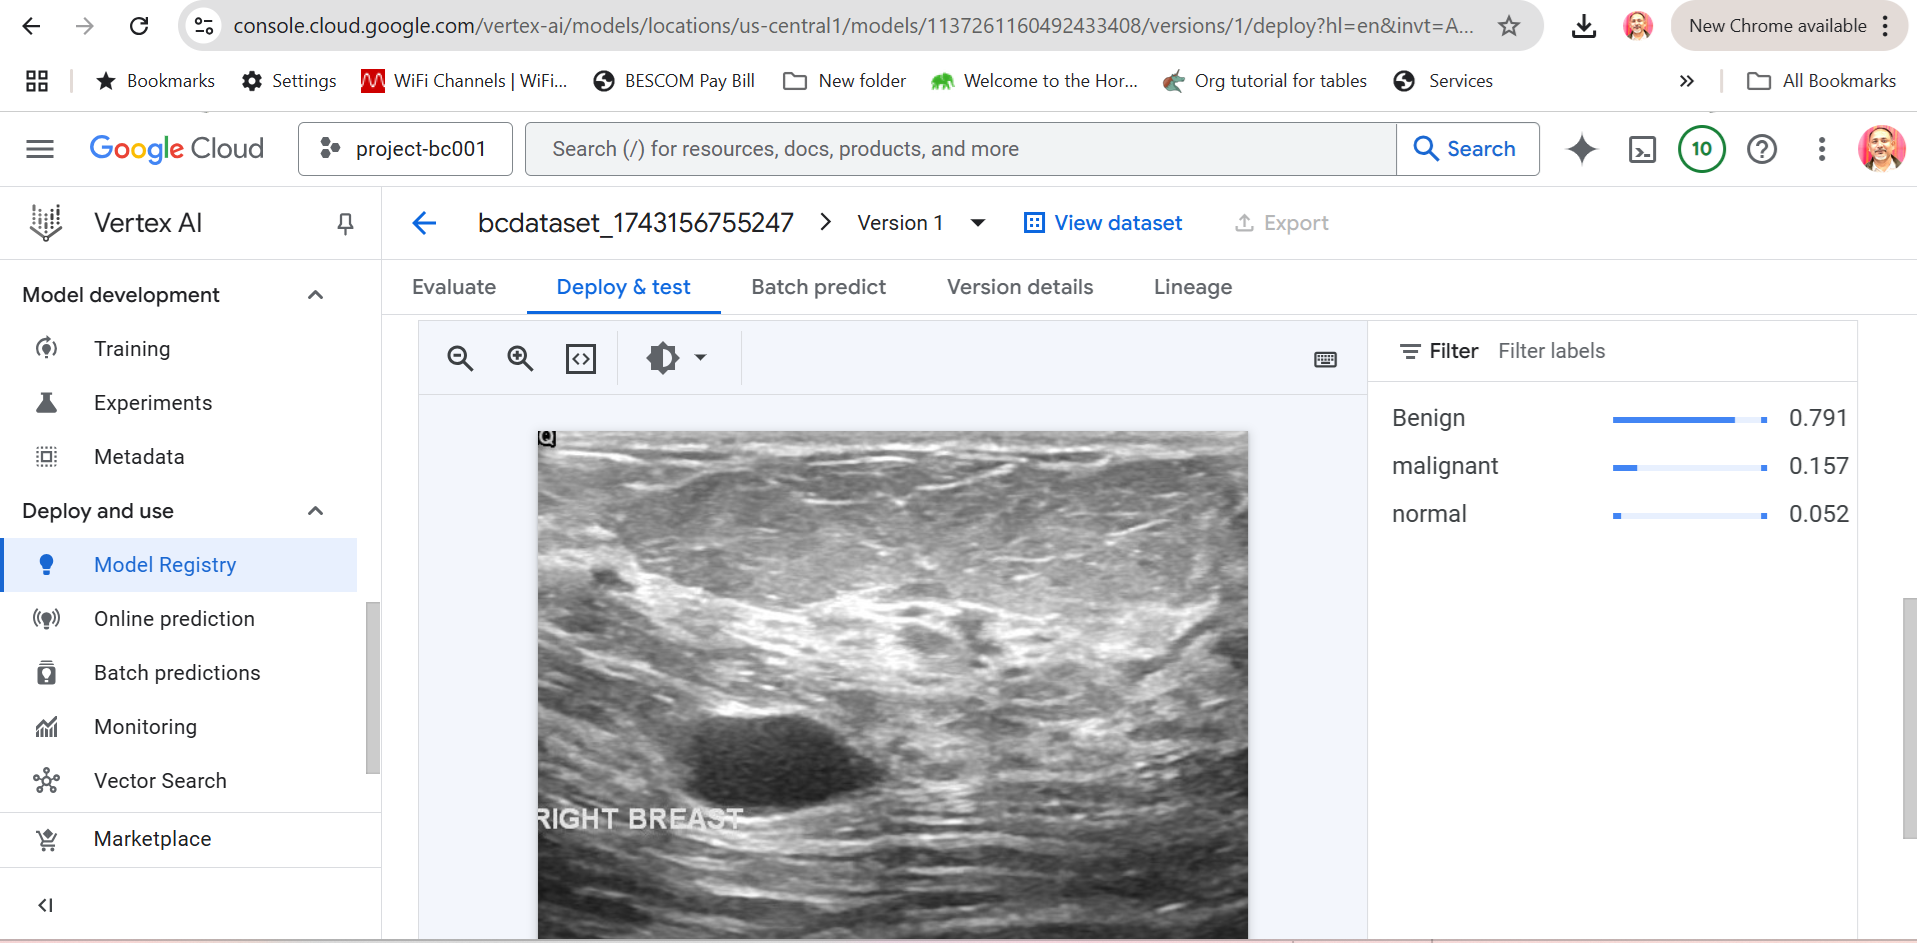 console.cloud.google.com/vertex-ai/models/locations/us-central1/models/1137261160492433408/versions/1/deploy?hl=en&invt=A...
New Chrome available
Bookmarks
Settings
WiFi Channels | WiFi...
BESCOM Pay Bill
New folder
Welcome to the Hor...
Org tutorial for tables
Services
All Bookmarks
Google Cloud
project-bc001
Search (/) for resources, docs, products, and more
Search
10
Vertex AI
bcdataset_1743156755247
Version 1
View dataset
Export
Evaluate
Deploy & test
Batch predict
Version details
Lineage
Model development
Training
Experiments
Metadata
Deploy and use
Model Registry
Online prediction
Batch predictions
Monitoring
Vector Search
Marketplace
Filter Filter labels
Benign 0.791
malignant 0.157
normal 0.052
Q
RIGHT BREAST